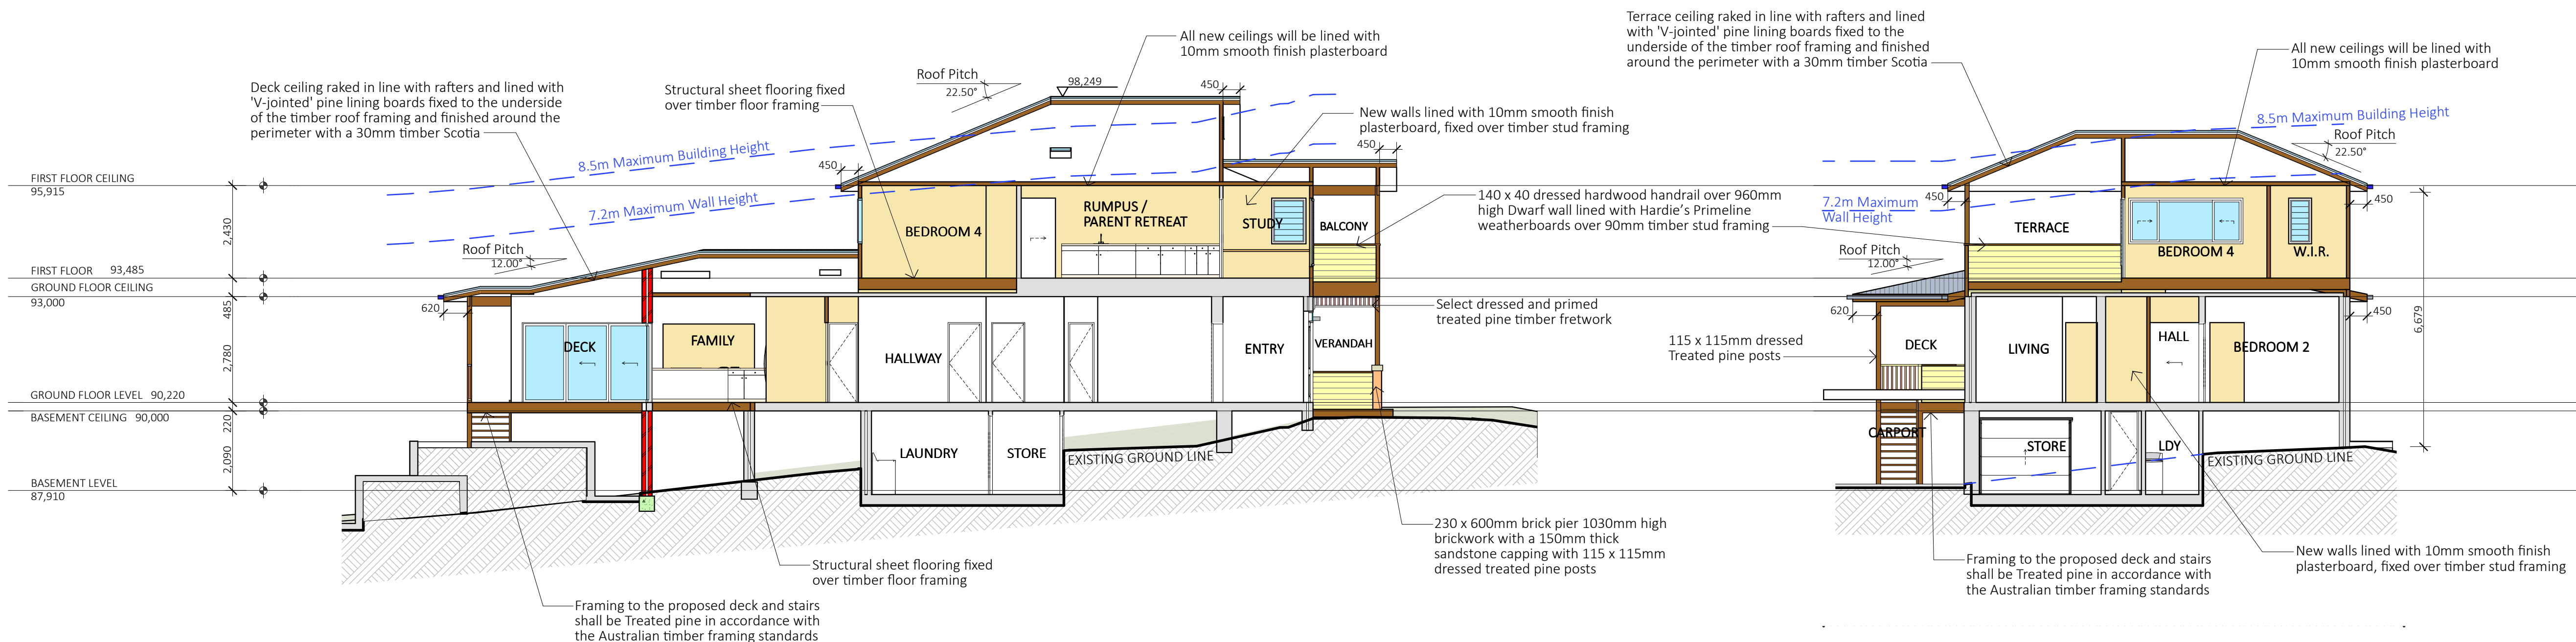 Deck ceiling raked in line with rafters and lined with
'V-jointed' pine lining boards fixed to the underside
of the timber roof framing and finished around the
perimeter with a 30mm timber Scotia
Structural sheet flooring fixed
over timber floor framing
Roof Pitch
22.50°
98,249
450
All new ceilings will be lined with
10mm smooth finish plasterboard
New walls lined with 10mm smooth finish
plasterboard, fixed over timber stud framing
450
450
8.5m Maximum Building Height
7.2m Maximum Wall Height
FIRST FLOOR CEILING
95,915
2,430
FIRST FLOOR 93,485
GROUND FLOOR CEILING
93,000
485
2,780
GROUND FLOOR LEVEL 90,220
BASEMENT CEILING 90,000
220
2,090
BASEMENT LEVEL
87,910
Roof Pitch
12.00°
620
BEDROOM 4
RUMPUS /
PARENT RETREAT
STUDY
BALCONY
140 x 40 dressed hardwood handrail over 960mm
high Dwarf wall lined with Hardie's Primeline
weatherboards over 90mm timber stud framing
Select dressed and primed
treated pine timber fretwork
DECK
FAMILY
HALLWAY
ENTRY
VERANDAH
LAUNDRY
STORE
EXISTING GROUND LINE
230 x 600mm brick pier 1030mm high
brickwork with a 150mm thick
sandstone capping with 115 x 115mm
dressed treated pine posts
Structural sheet flooring fixed
over timber floor framing
Framing to the proposed deck and stairs
shall be Treated pine in accordance with
the Australian timber framing standards
Terrace ceiling raked in line with rafters and lined
with 'V-jointed' pine lining boards fixed to the
underside of the timber roof framing and finished
around the perimeter with a 30mm timber Scotia
All new ceilings will be lined with
10mm smooth finish plasterboard
8.5m Maximum Building Height
Roof Pitch
22.50°
7.2m Maximum
Wall Height
450
450
TERRACE
BEDROOM 4
W.I.R.
Roof Pitch
12.00°
620
450
6,679
115 x 115mm dressed
Treated pine posts
DECK
LIVING
HALL
BEDROOM 2
CARPORT
STORE
LDY
EXISTING GROUND LINE
Framing to the proposed deck and stairs
shall be Treated pine in accordance with
the Australian timber framing standards
New walls lined with 10mm smooth finish
plasterboard, fixed over timber stud framing